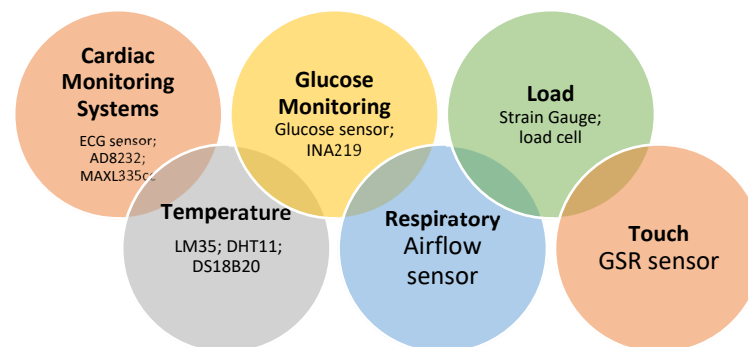 Cardiac
Monitoring
Systems
ECG sensor;
AD8232;
MAXL335cc
Glucose
Monitoring
Glucose sensor;
INA219
Load
Strain Gauge;
load cell
Temperature
LM35; DHT11;
DS18B20
Respiratory
Airflow
sensor
Touch
GSR sensor